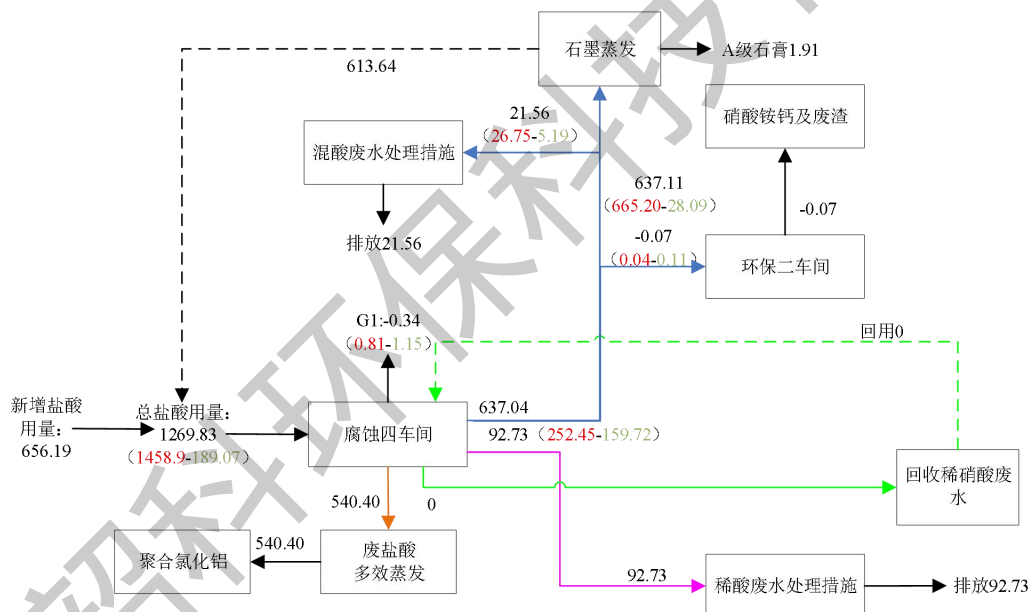 石墨蒸发
A级石膏1.91
613.64
硝酸铵钙及废渣
21.56
（26.75-5.19）
混酸废水处理措施
637.11
（665.20-28.09）
-0.07
-0.07
（0.04-0.11）
环保二车间
排放21.56
G1:-0.34
（0.81-1.15）
回用0
新增盐酸
用量：
656.19
总盐酸用量：
1269.83
（1458.9-189.07）
腐蚀四车间
637.04
92.73（252.45-159.72）
回收稀硝酸废
水
540.40
0
聚合氯化铝
540.40
废盐酸
多效蒸发
92.73
稀酸废水处理措施
排放92.73
韶科环保科技